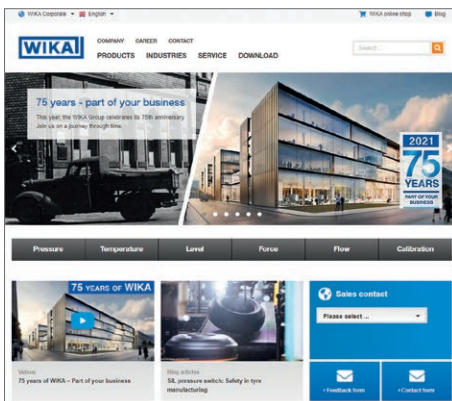 WIKA Corporate English WIKA online shop Blog
WIKA
COMPANY CAREER CONTACT
PRODUCTS INDUSTRIES SERVICE DOWNLOAD
Search...
75 years - part of your business
This year, the WIKA Group celebrates its 75th anniversary.
Join us on a journey through time.
2021
75
YEARS
PART OF YOUR
BUSINESS
Pressure Temperature Level Force Flow Calibration
75 YEARS OF WIKA
Videos
75 years of WIKA – Part of your business
Blog articles
SIL pressure switch: Safety in tyre
manufacturing
Sales contact
Please select ...
Feedback form
Contact form